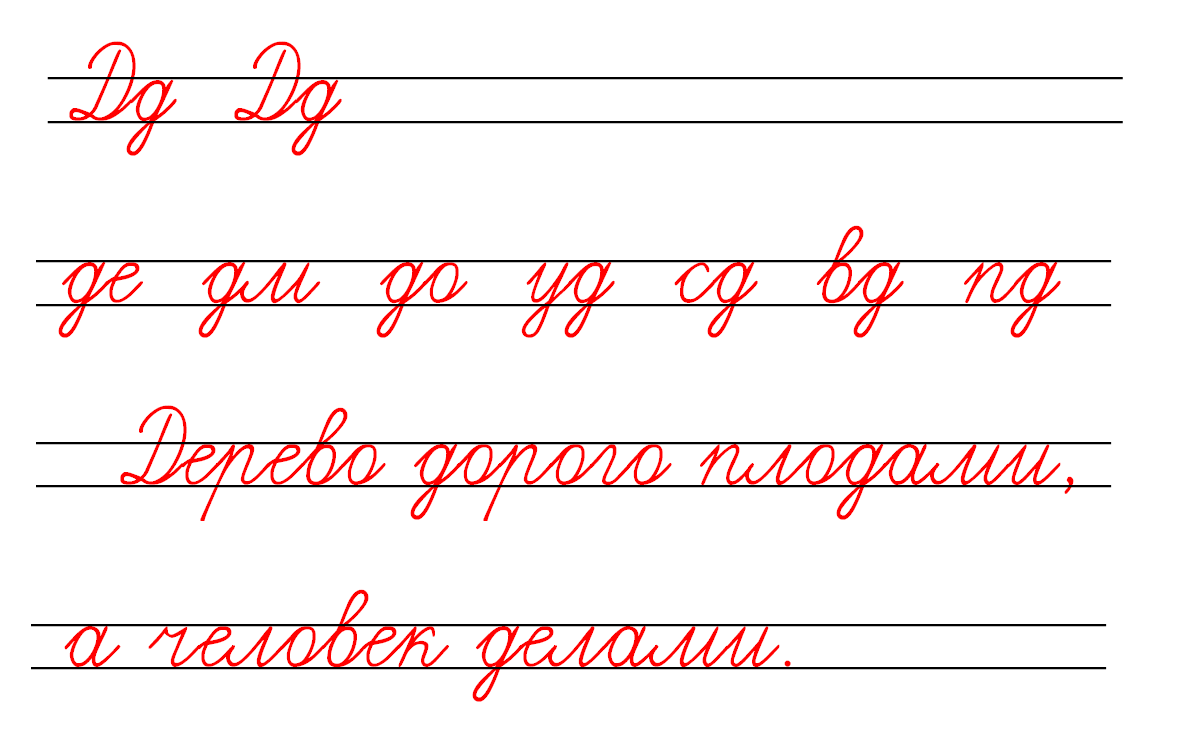 Дд Дд
де дм до уд сд вд пд
Дерево дорого плодами,
а человек делами.